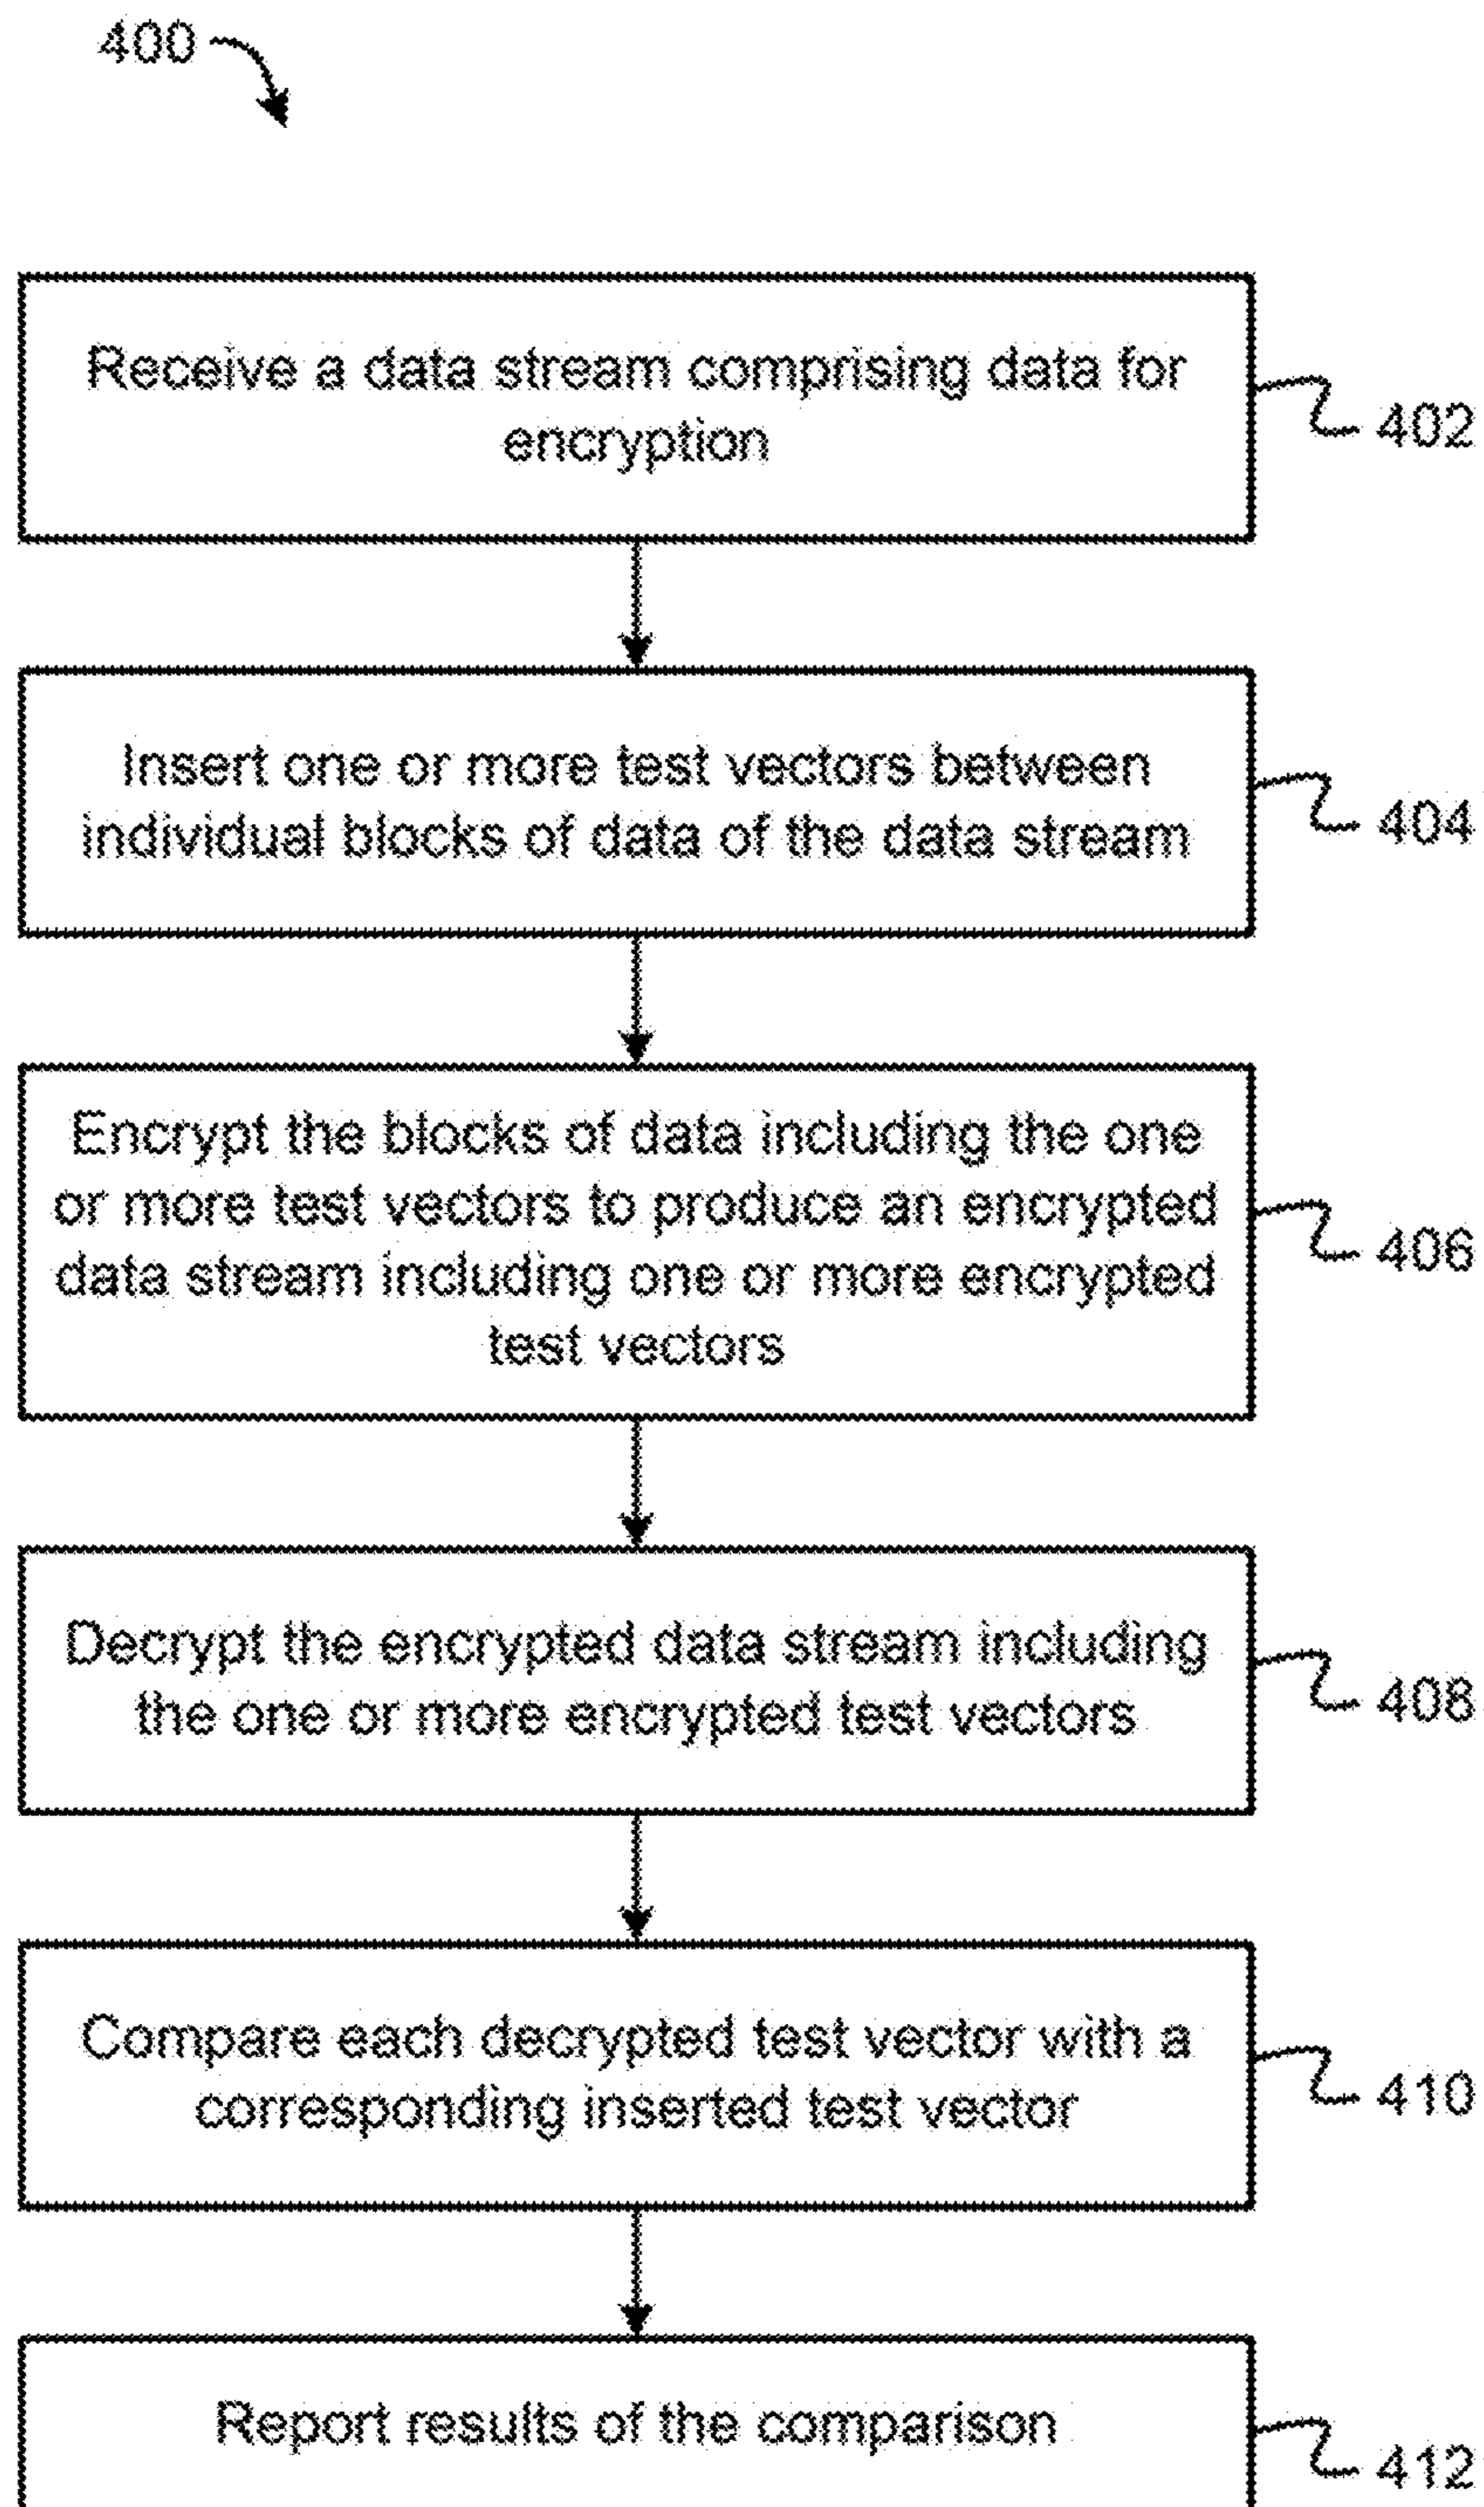 400
Receive a data stream comprising data for
encryption
402
Insert one or more test vectors between
individual blocks of data of the data stream
404
Encrypt the blocks of data including the one
or more test vectors to produce an encrypted
data stream including one or more encrypted
test vectors
406
Decrypt the encrypted data stream including
the one or more encrypted test vectors
408
Compare each decrypted test vector with a
corresponding inserted test vector
410
Report results of the comparison
412